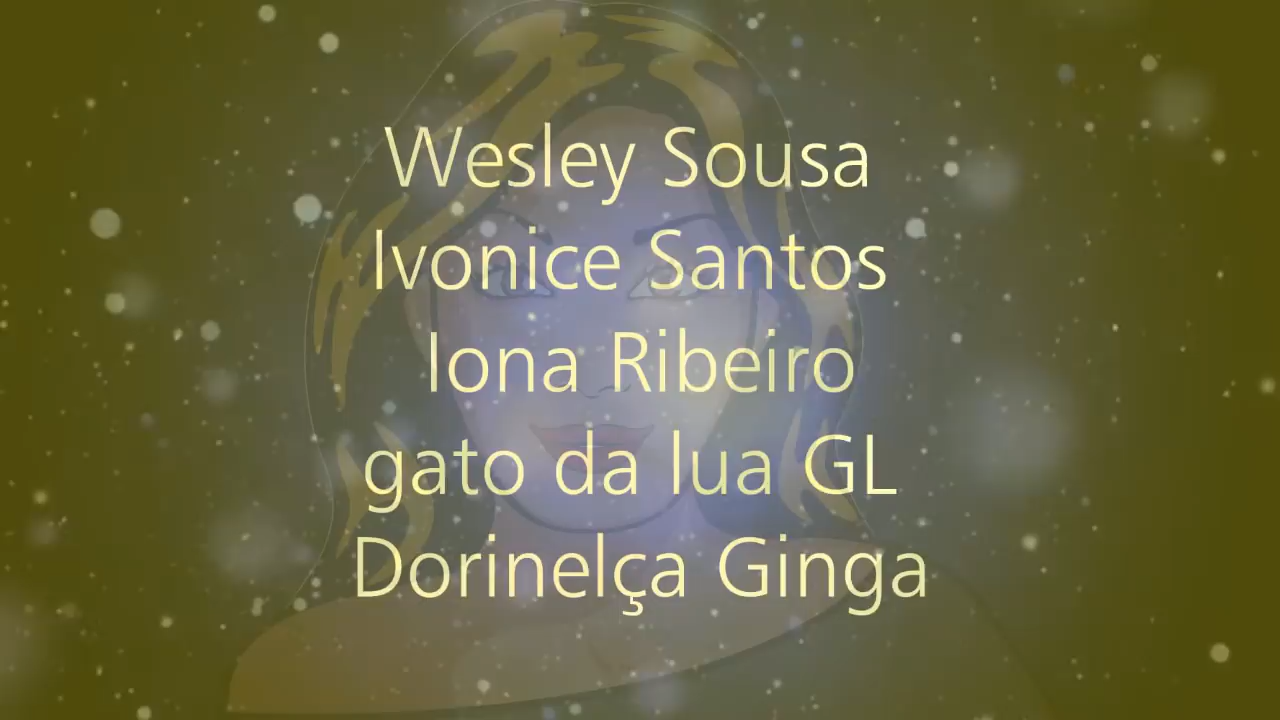 Wesley Sousa
Ivonice Santos
Iona Ribeiro
gato da lua GL
Dorinelça Ginga